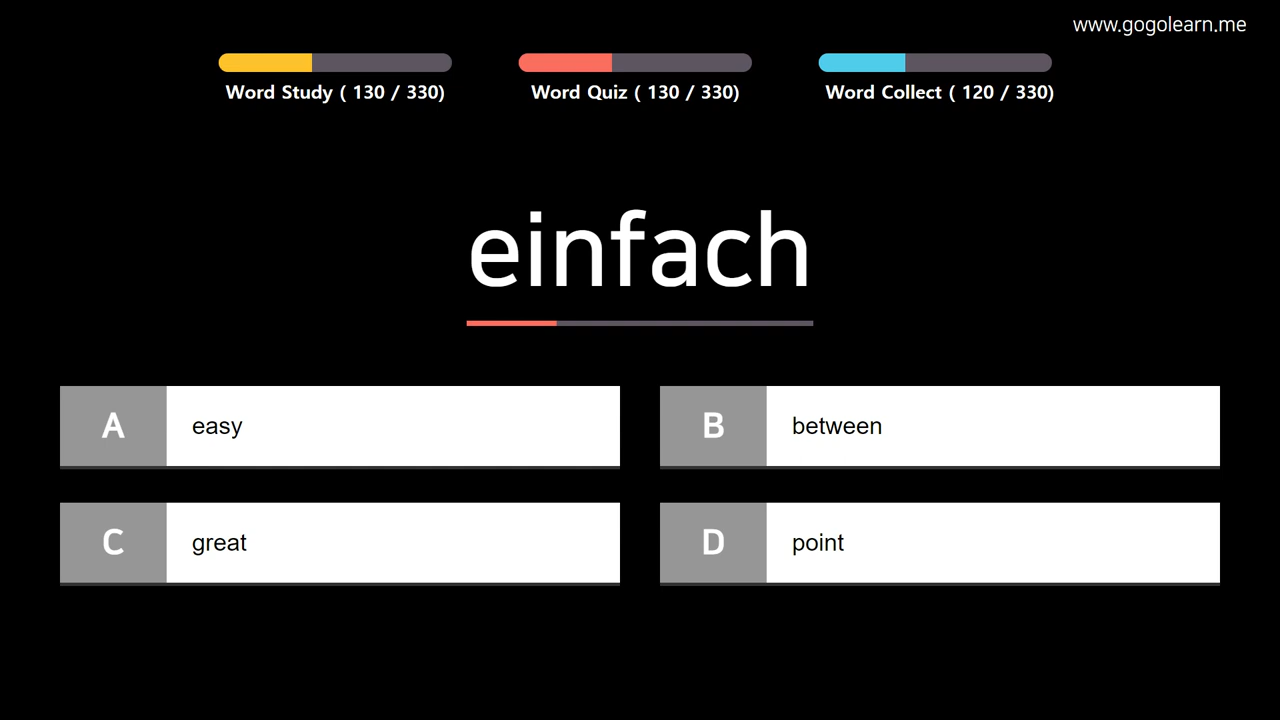 www.gogolearn.me
Word Study ( 130 / 330)
Word Quiz ( 130 / 330)
Word Collect ( 120 / 330)
einfach
A easy
B between
C great
D point